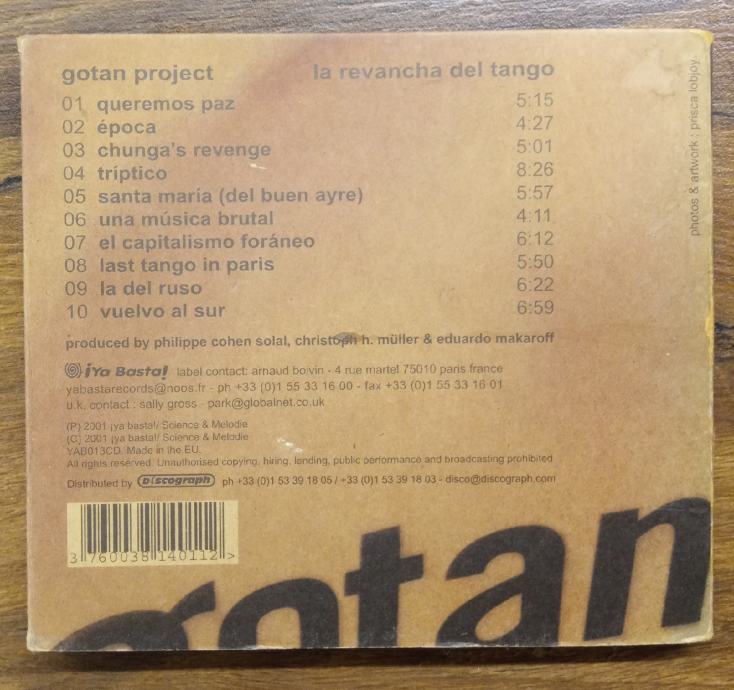 gotan project la revancha del tango
01 queremos paz 5:15
02 época 4:27
03 chunga's revenge 5:01
04 tríptico 8:26
05 santa maría (del buen ayre) 5:57
06 una música brutal 4:11
07 el capitalismo foráneo 6:12
08 last tango in paris 5:50
09 la del ruso 6:22
10 vuelvo al sur 6:59
produced by philippe cohen solal, christoph h. müller & eduardo makaroff
¡Ya Basta! label contact: arnaud boivin - 4 rue martel 75010 paris france
yabastarecords@noos.fr - ph +33 (0)1 55 33 16 00 - fax +33 (0)1 55 33 16 01
u.k. contact : sally gross - park@globalnet.co.uk
(P) 2001 ¡ya basta!/ Science & Melodie
(C) 2001 ¡ya basta!/ Science & Melodie
YAB013CD. Made in the EU.
All rights reserved. Unauthorised copying, hiring, lending, public performance and broadcasting prohibited
Distributed by Discograph ph +33 (0)1 53 39 18 05 / +33 (0)1 53 39 18 03 - disco@discograph.com
3 760038 140112 >
gotan
photos & artwork : prisca lobjoy.